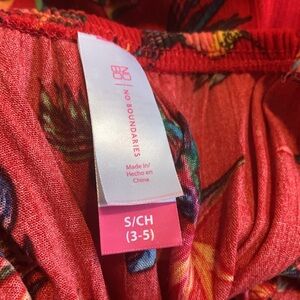 NO BOUNDARIES
Made in/
Hecho en
China
S/CH
(3-5)